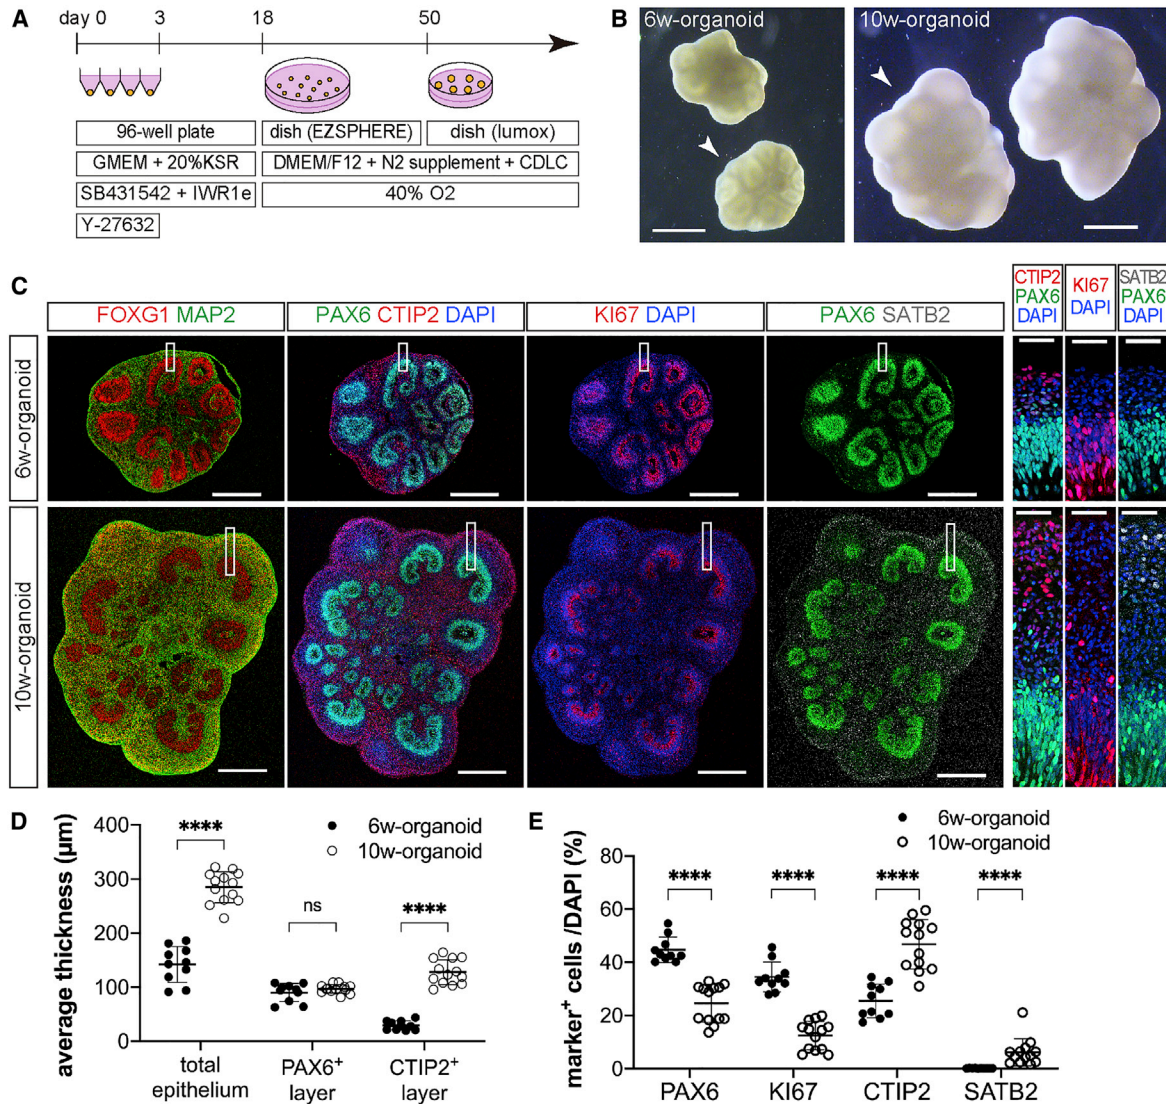 A
day 0 3 18 50
96-well plate
dish (EZSPHERE)
dish (lumox)
GMEM + 20%KSR
DMEM/F12 + N2 supplement + CDLC
SB431542 + IWR1e
40% O2
Y-27632
B
6w-organoid
10w-organoid
C
FOXG1 MAP2
PAX6 CTIP2 DAPI
KI67 DAPI
PAX6 SATB2
CTIP2
PAX6
DAPI
KI67
DAPI
SATB2
PAX6
DAPI
6w-organoid
10w-organoid
D
average thickness (μm)
400
300
200
100
0
6w-organoid
10w-organoid
****
ns
****
total
epithelium
PAX6+
layer
CTIP2+
layer
E
marker+ cells /DAPI (%)
80
60
40
20
0
6w-organoid
10w-organoid
**** **** **** ****
PAX6 KI67 CTIP2 SATB2